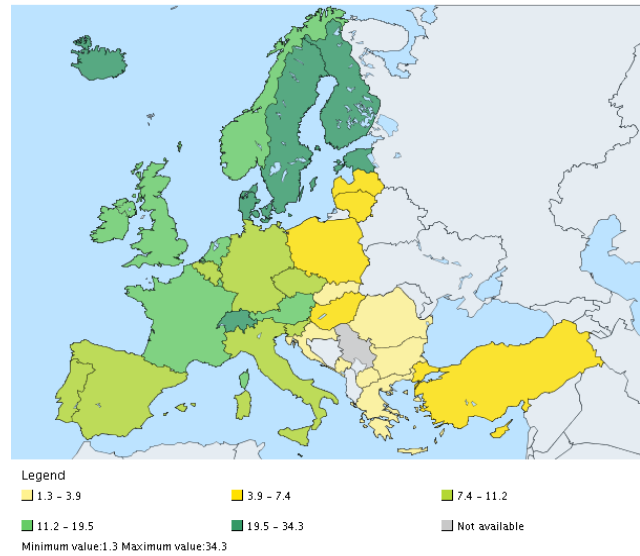 Legend
1.3 – 3.9
3.9 – 7.4
7.4 – 11.2
11.2 – 19.5
19.5 – 34.3
Not available
Minimum value:1.3 Maximum value:34.3